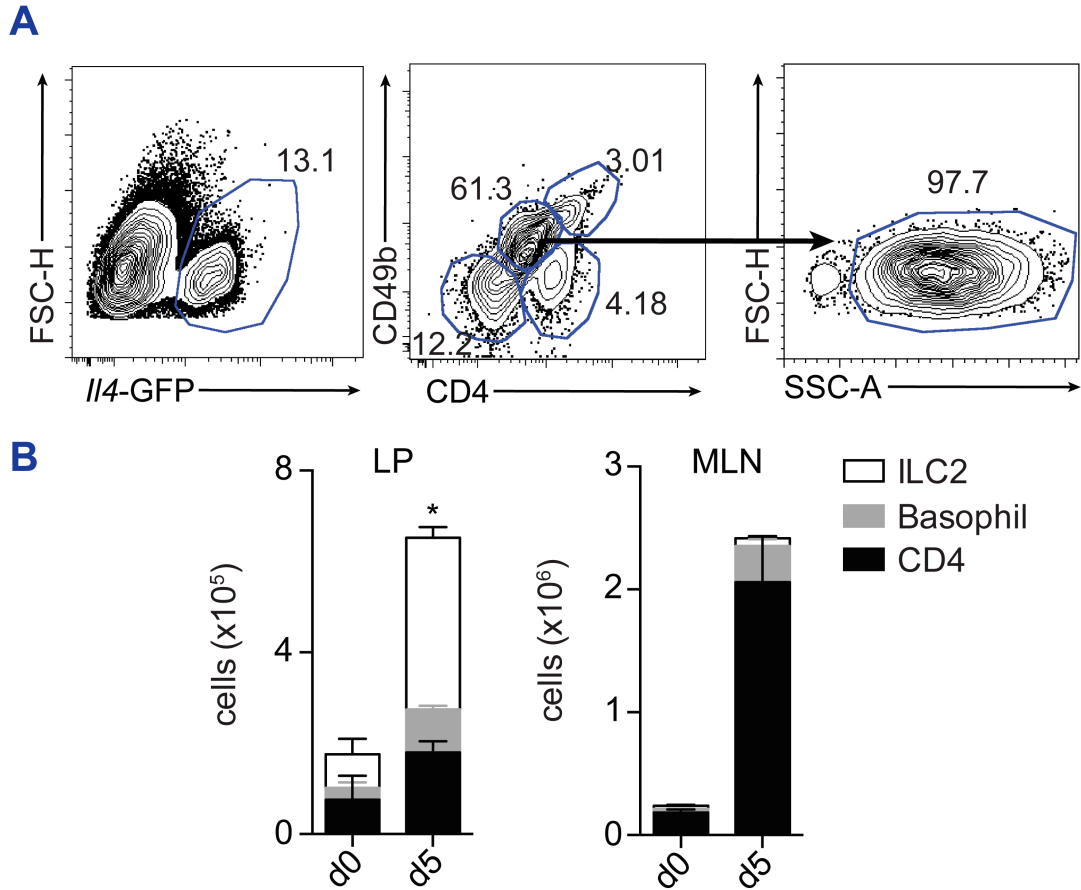 A
FSC-H
13.1
Il4-GFP
CD49b
61.3
3.01
4.18
12.2
CD4
FSC-H
97.7
SSC-A
B
LP
cells (x10⁵)
8
4
0
d0
d5
*
MLN
cells (x10⁶)
3
2
1
0
d0
d5
ILC2
Basophil
CD4